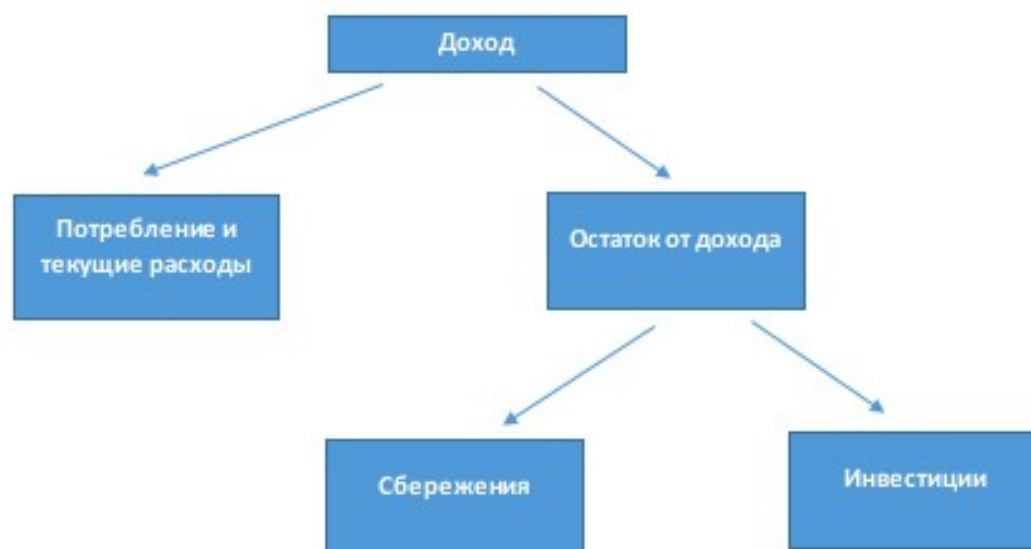 Доход
Потребление и
текущие расходы
Остаток от дохода
Сбережения
Инвестиции